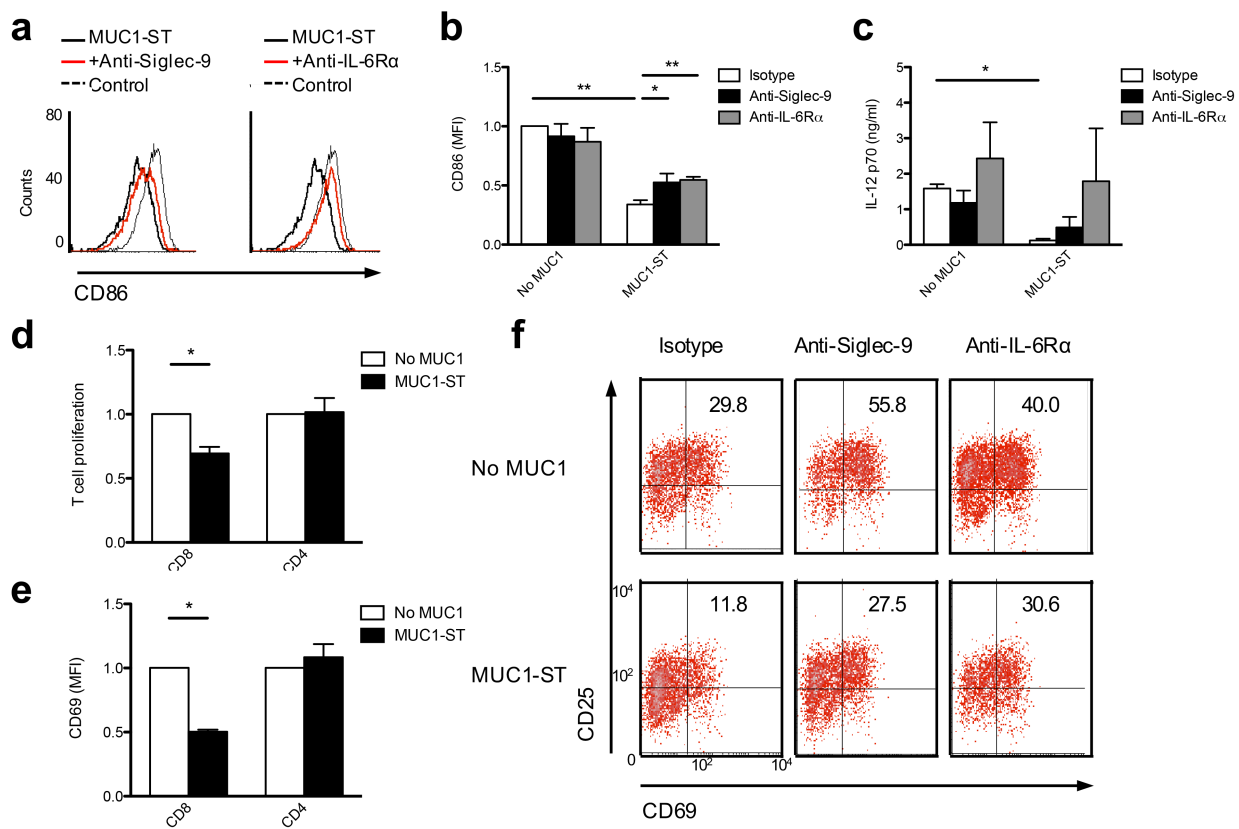 a
MUC1-ST
+Anti-Siglec-9
Control
MUC1-ST
+Anti-IL-6Rα
Control
80
40
0
Counts
CD86
b
1.5
1.0
0.5
0.0
CD86 (MFI)
**
*
**
Isotype
Anti-Siglec-9
Anti-IL-6Rα
No MUC1
MUC1-ST
c
5
4
3
2
1
0
IL-12 p70 (ng/ml)
*
Isotype
Anti-Siglec-9
Anti-IL-6Rα
No MUC1
MUC1-ST
d
1.5
1.0
0.5
0.0
T cell proliferation
*
No MUC1
MUC1-ST
CD8
CD4
e
1.5
1.0
0.5
0.0
CD69 (MFI)
*
No MUC1
MUC1-ST
CD8
CD4
f
Isotype
Anti-Siglec-9
Anti-IL-6Rα
No MUC1
29.8
55.8
40.0
MUC1-ST
11.8
27.5
30.6
10⁴
10²
0
10²
10⁴
CD25
CD69